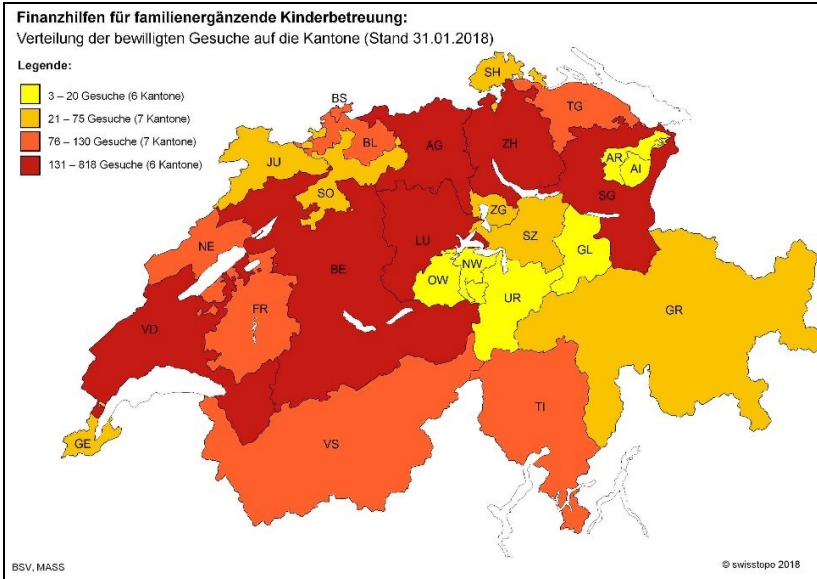 Finanzhilfen für familienergänzende Kinderbetreuung:
Verteilung der bewilligten Gesuche auf die Kantone (Stand 31.01.2018)
Legende:
3 – 20 Gesuche (6 Kantone)
21 – 75 Gesuche (7 Kantone)
76 – 130 Gesuche (7 Kantone)
131 – 818 Gesuche (6 Kantone)
SH
BS
TG
BL
AG
ZH
JU
AR
AI
SO
SG
ZG
NE
LU
SZ
GL
BE
NW
OW
UR
FR
GR
VD
TI
GE
VS
BSV, MASS
© swisstopo 2018